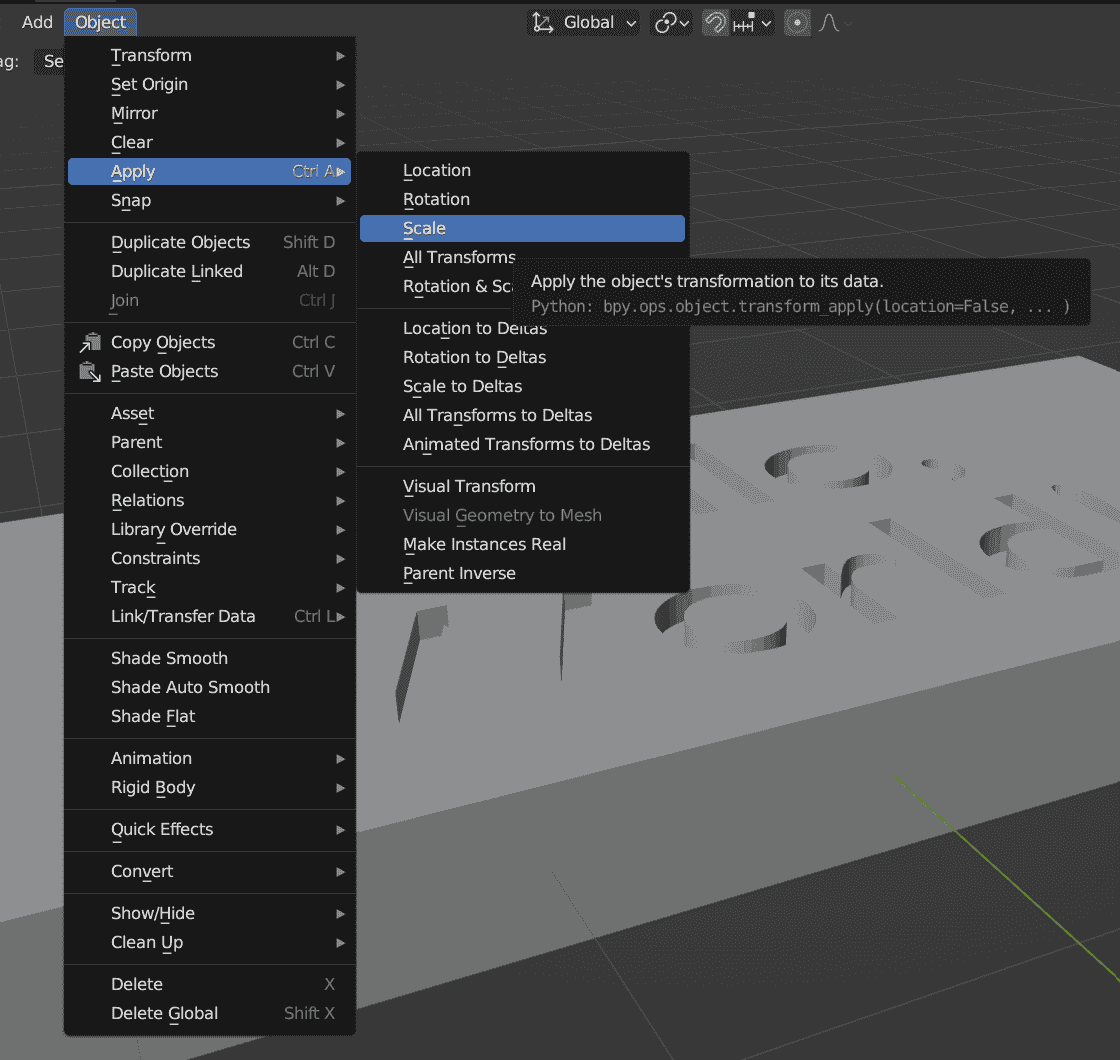 Add Object Global
ag: Se
Transform
Set Origin
Mirror
Clear
Apply Ctrl A
Snap
Duplicate Objects Shift D
Duplicate Linked Alt D
Join Ctrl J
Copy Objects Ctrl C
Paste Objects Ctrl V
Asset
Parent
Collection
Relations
Library Override
Constraints
Track
Link/Transfer Data Ctrl L
Shade Smooth
Shade Auto Smooth
Shade Flat
Animation
Rigid Body
Quick Effects
Convert
Show/Hide
Clean Up
Delete X
Delete Global Shift X
Location
Rotation
Scale
All Transforms
Rotation & Sca
Location to Deltas
Rotation to Deltas
Scale to Deltas
All Transforms to Deltas
Animated Transforms to Deltas
Visual Transform
Visual Geometry to Mesh
Make Instances Real
Parent Inverse
Apply the object's transformation to its data.
Python: bpy.ops.object.transform_apply(location=False, ... )